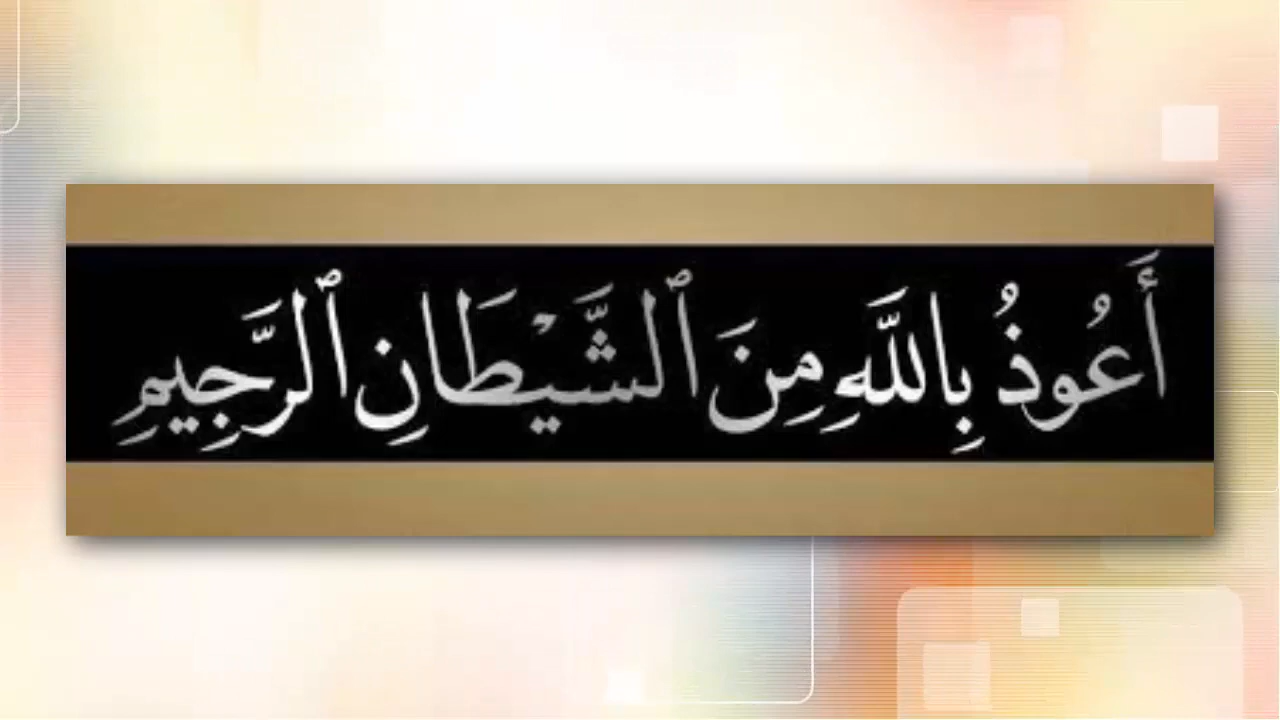 أَعُوذُ بِاللَّهِ مِنَ ٱلشَّيْطَانِ ٱلرَّجِيمِ